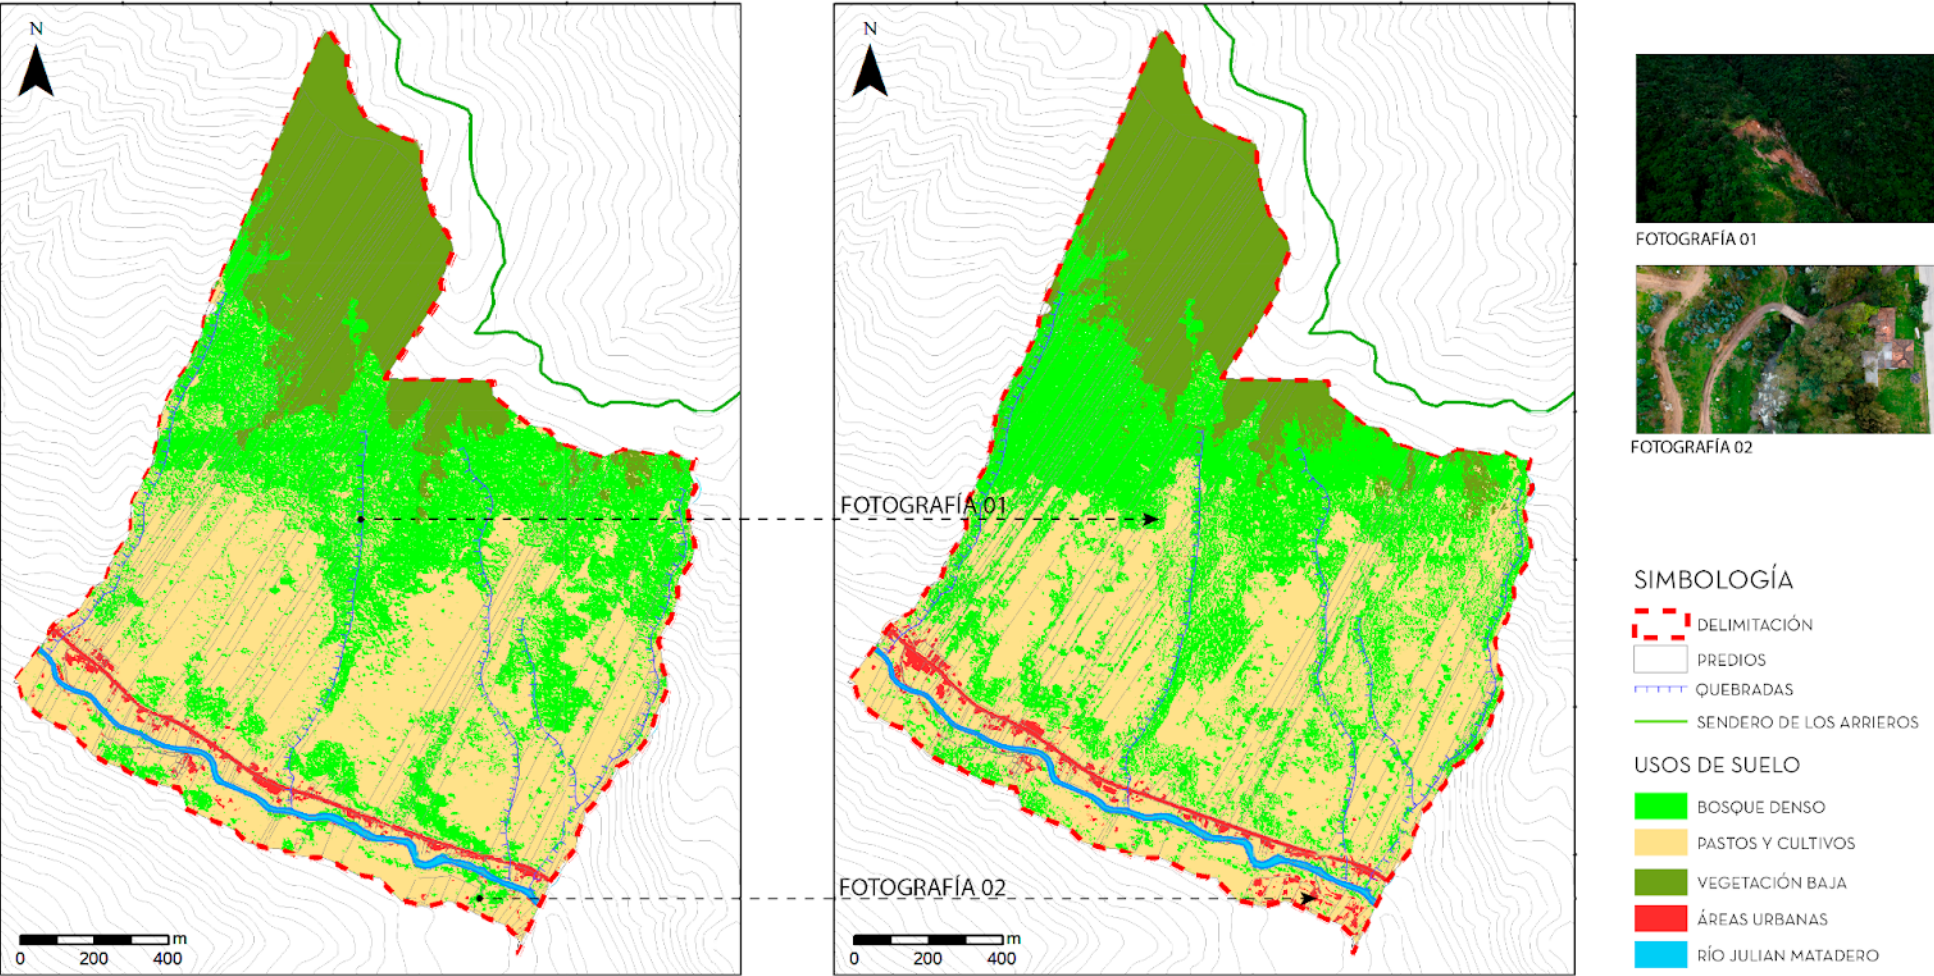 N
N
FOTOGRAFÍA 01
FOTOGRAFÍA 02
FOTOGRAFÍA 01
FOTOGRAFÍA 02
m
0 200 400
m
0 200 400
SIMBOLOGÍA
DELIMITACIÓN
PREDIOS
QUEBRADAS
SENDERO DE LOS ARRIEROS
USOS DE SUELO
BOSQUE DENSO
PASTOS Y CULTIVOS
VEGETACIÓN BAJA
ÁREAS URBANAS
RÍO JULIAN MATADERO